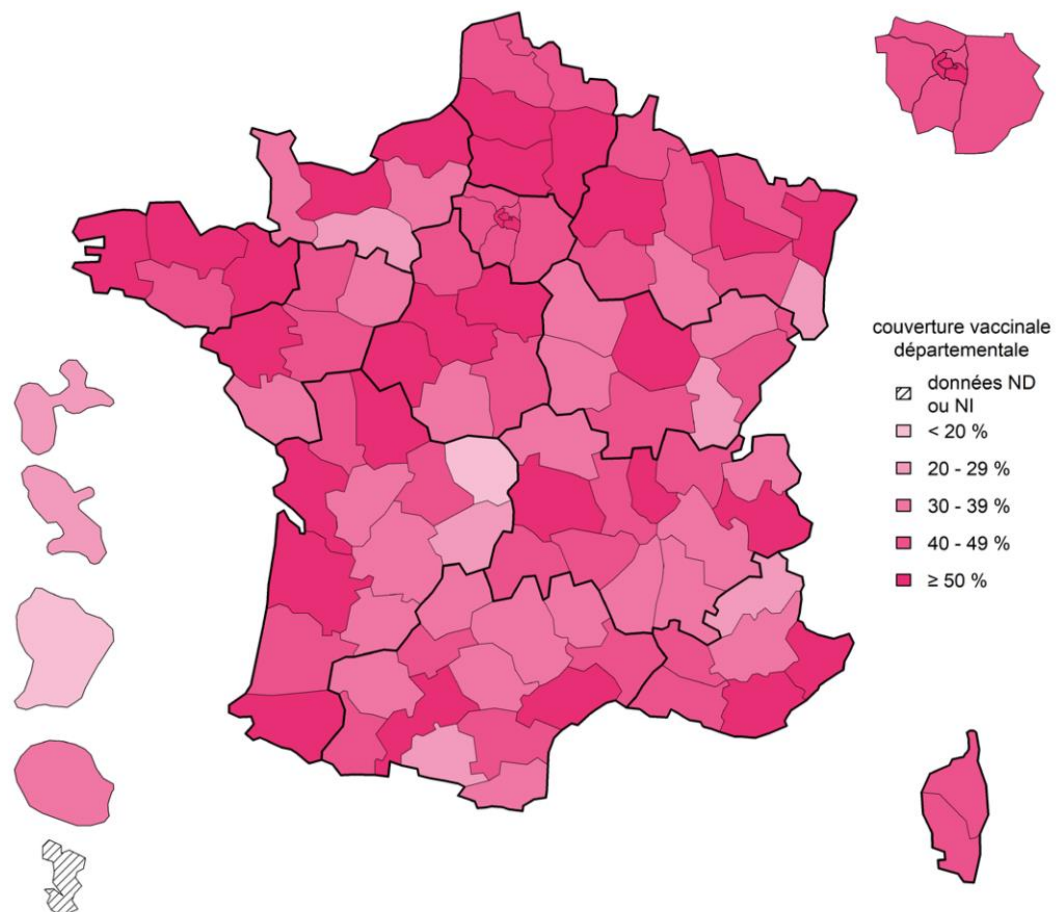 couverture vaccinale
départementale
données ND
ou NI
< 20 %
20 - 29 %
30 - 39 %
40 - 49 %
≥ 50 %